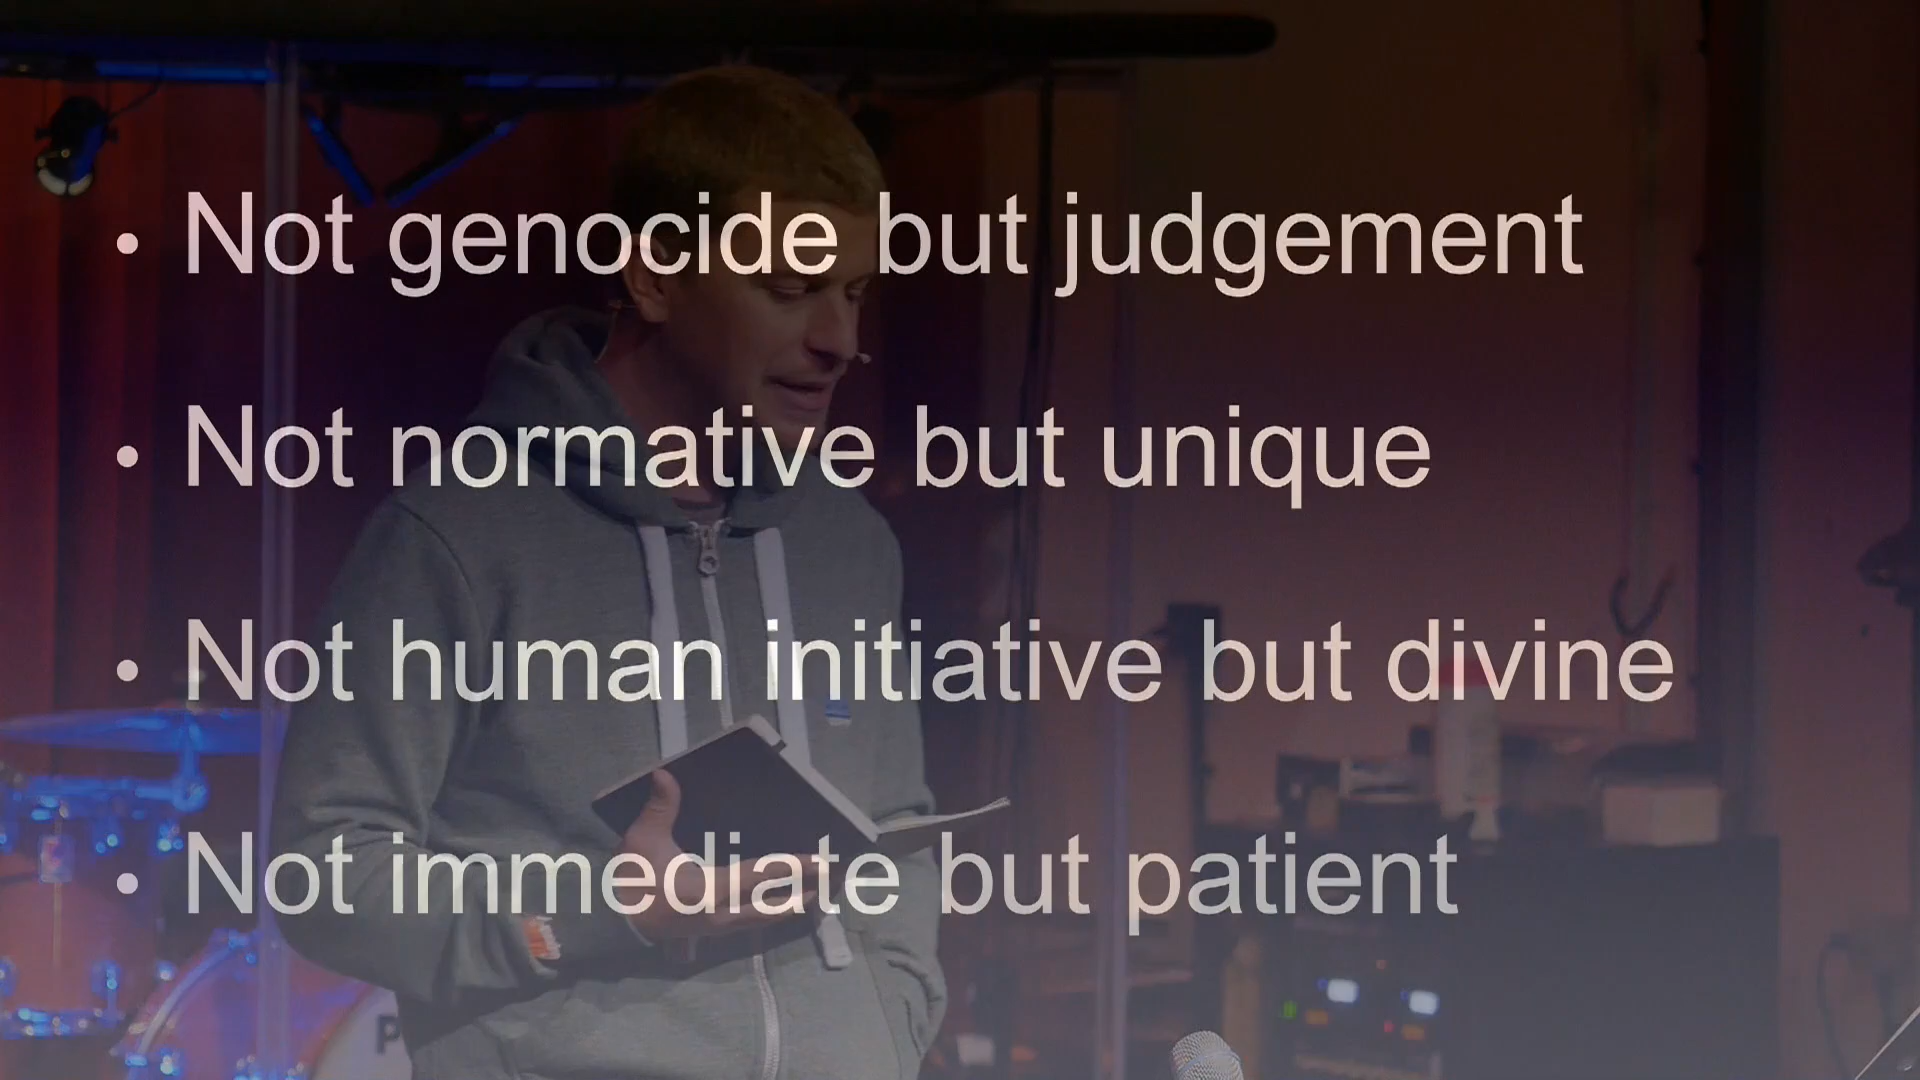 • Not genocide but judgement
• Not normative but unique
• Not human initiative but divine
• Not immediate but patient
P